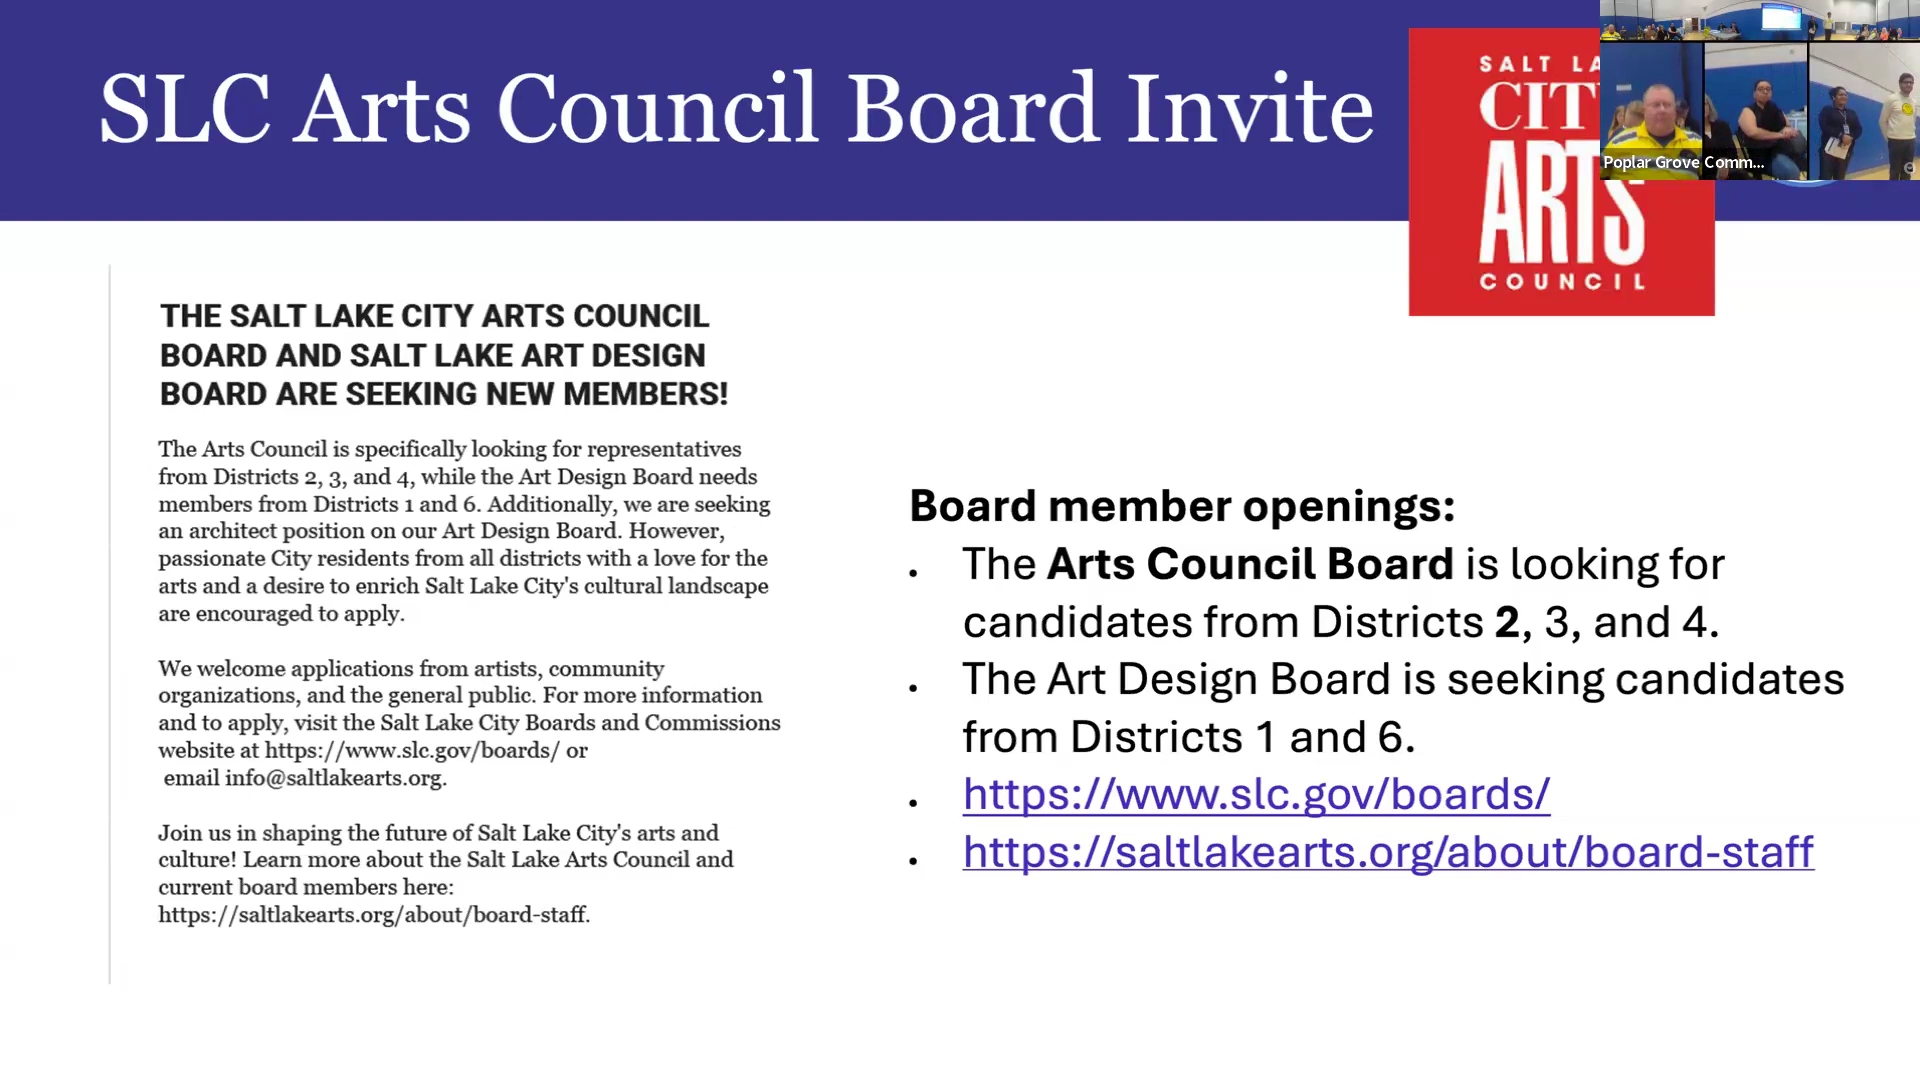 SLC Arts Council Board Invite
SALT LA
CIT
ARTS
COUNCIL
Poplar Grove Comm...
THE SALT LAKE CITY ARTS COUNCIL
BOARD AND SALT LAKE ART DESIGN
BOARD ARE SEEKING NEW MEMBERS!
The Arts Council is specifically looking for representatives
from Districts 2, 3, and 4, while the Art Design Board needs
members from Districts 1 and 6. Additionally, we are seeking
an architect position on our Art Design Board. However,
passionate City residents from all districts with a love for the
arts and a desire to enrich Salt Lake City's cultural landscape
are encouraged to apply.
We welcome applications from artists, community
organizations, and the general public. For more information
and to apply, visit the Salt Lake City Boards and Commissions
website at https://www.slc.gov/boards/ or
email info@saltlakearts.org.
Join us in shaping the future of Salt Lake City's arts and
culture! Learn more about the Salt Lake Arts Council and
current board members here:
https://saltlakearts.org/about/board-staff.
Board member openings:
• The Arts Council Board is looking for
candidates from Districts 2, 3, and 4.
• The Art Design Board is seeking candidates
from Districts 1 and 6.
• https://www.slc.gov/boards/
• https://saltlakearts.org/about/board-staff